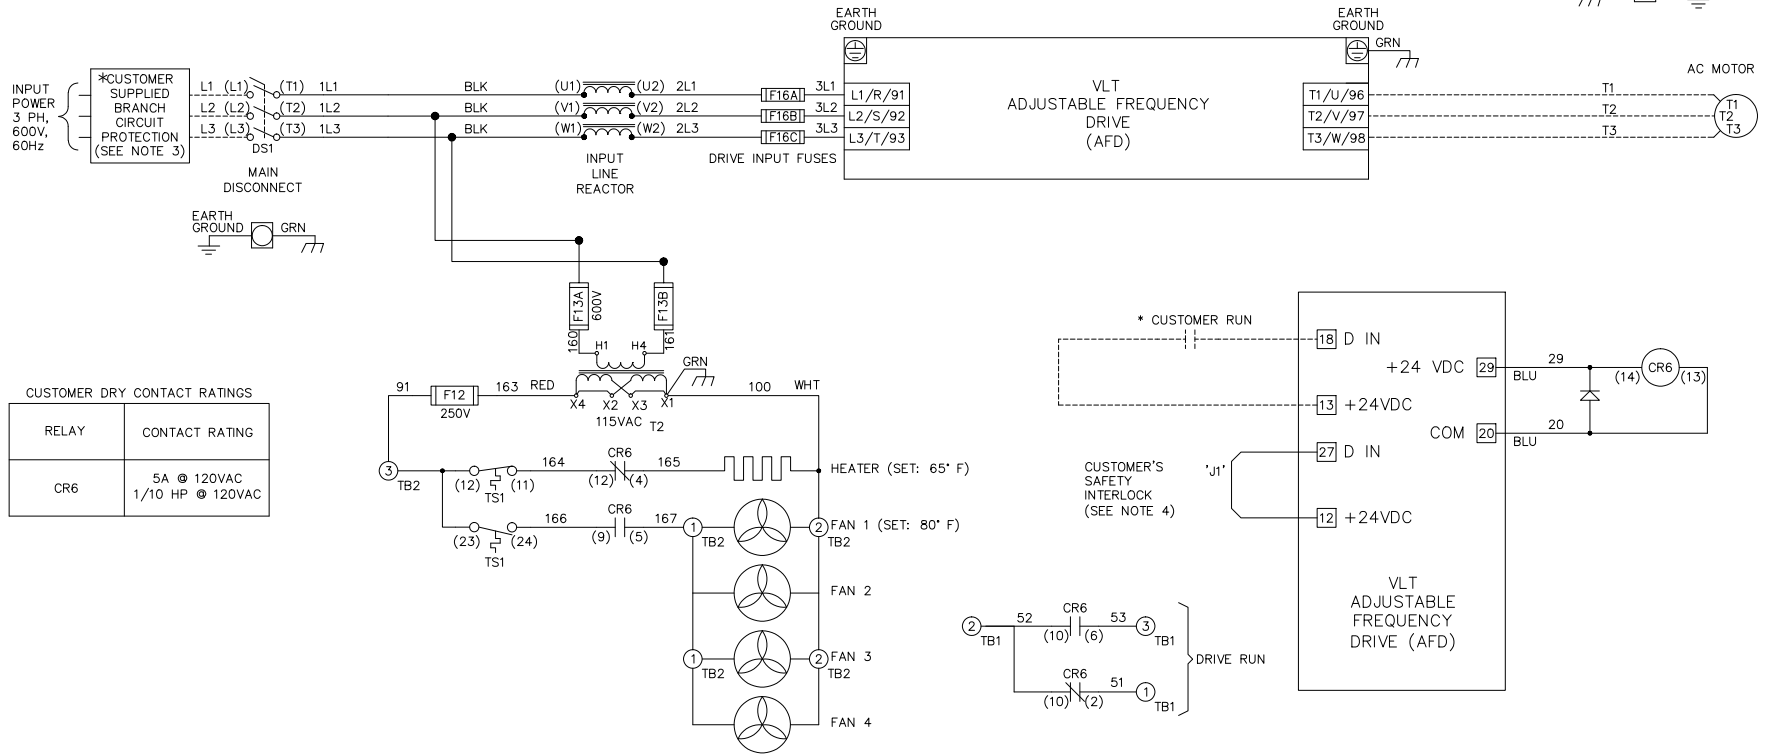 EARTH
GROUND
EARTH
GROUND
GRN
INPUT
POWER
3 PH,
600V,
60Hz
*CUSTOMER
SUPPLIED
BRANCH
CIRCUIT
PROTECTION
(SEE NOTE 3)
L1 (L1) (T1) 1L1 BLK (U1) (U2) 2L1 F16A 3L1 L1/R/91
L2 (L2) (T2) 1L2 BLK (V1) (V2) 2L2 F16B 3L2 L2/S/92
L3 (L3) (T3) 1L3 BLK (W1) (W2) 2L3 F16C 3L3 L3/T/93
DS1
MAIN
DISCONNECT
INPUT
LINE
REACTOR
DRIVE INPUT FUSES
VLT
ADJUSTABLE FREQUENCY
DRIVE
(AFD)
T1/U/96 T1
T2/V/97 T2
T3/W/98 T3
AC MOTOR
T1
T2
T3
EARTH
GROUND
GRN
F13A
600V
F13B
160
161
H1 H4
GRN
91 F12 163 RED
250V
X4 X2 X3 X1
100 WHT
115VAC T2
3
TB2
(12) (11) 164 CR6 165
TS1
(12) (4)
HEATER (SET: 65° F)
(23) (24) 166 CR6 167
TS1
(9) (5)
1
TB2
2
TB2
FAN 1 (SET: 80° F)
FAN 2
1
TB2
2
TB2
FAN 3
FAN 4
CUSTOMER DRY CONTACT RATINGS
RELAY CONTACT RATING
CR6
5A @ 120VAC
1/10 HP @ 120VAC
2
TB1
52 CR6 53
(10) (6)
3
TB1
CR6 51
(10) (2)
1
TB1
DRIVE RUN
* CUSTOMER RUN
18 D IN
13 +24VDC
27 D IN
12 +24VDC
CUSTOMER'S
SAFETY
INTERLOCK
(SEE NOTE 4)
'J1'
+24 VDC 29
COM 20
29
BLU
20
BLU
(14) CR6 (13)
VLT
ADJUSTABLE
FREQUENCY
DRIVE (AFD)